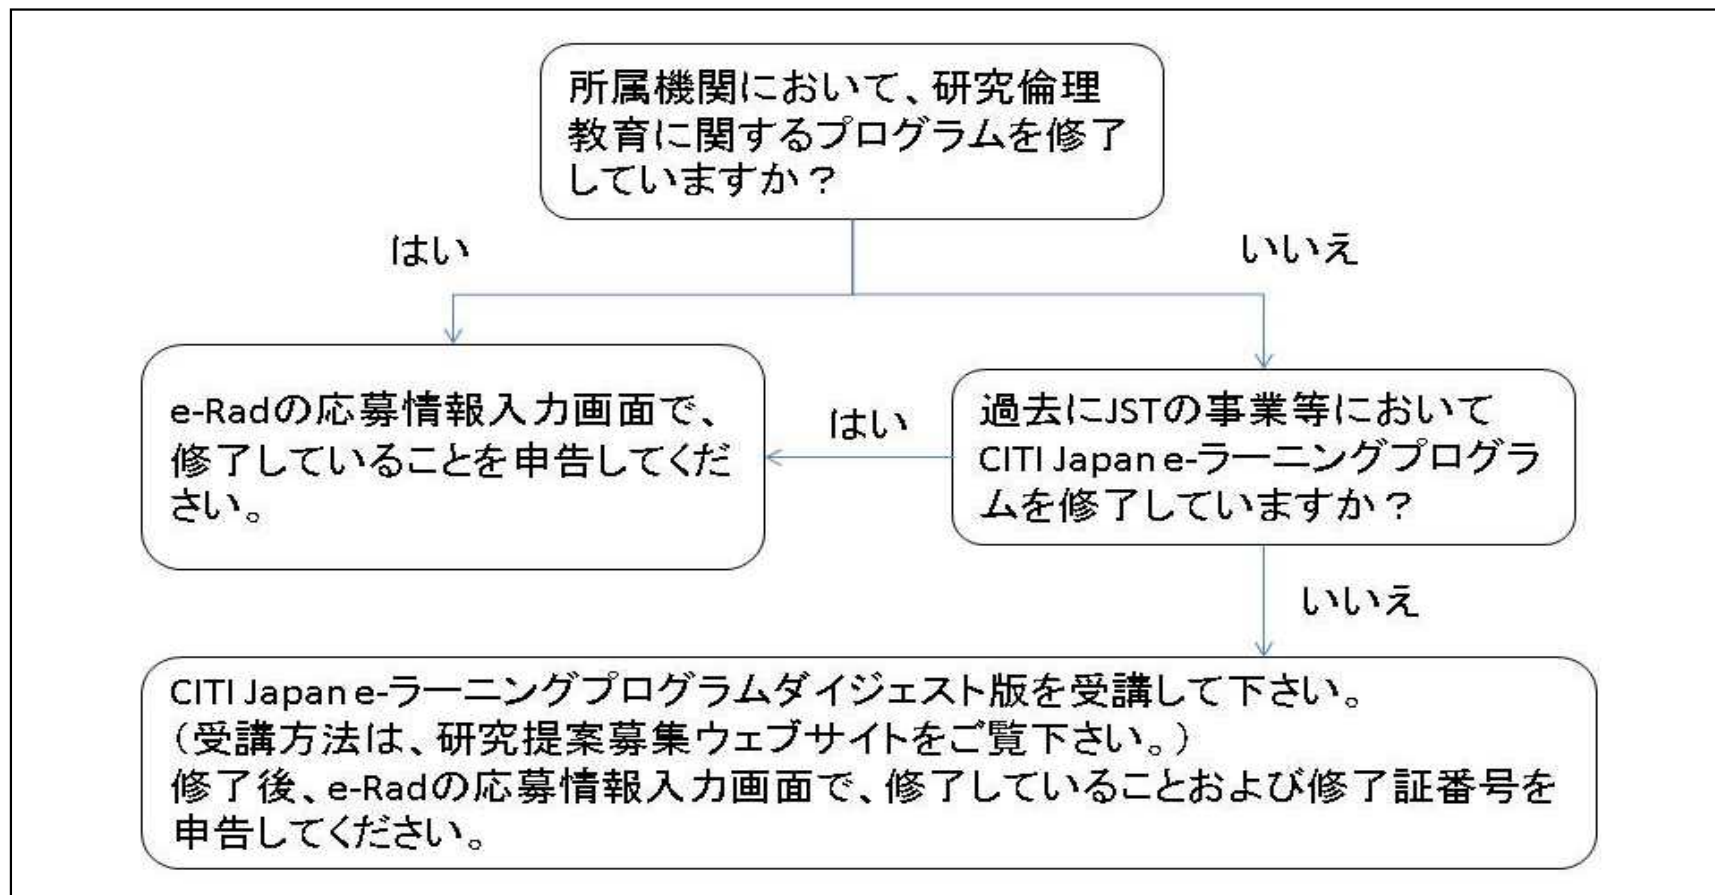 所属機関において、研究倫理
教育に関するプログラムを修了
していますか？
はい
いいえ
e-Radの応募情報入力画面で、
修了していることを申告してくだ
さい。
はい
過去にJSTの事業等において
CITI Japan e-ラーニングプログラ
ムを修了していますか？
いいえ
CITI Japan e-ラーニングプログラムダイジェスト版を受講して下さい。
（受講方法は、研究提案募集ウェブサイトをご覧下さい。）
修了後、e-Radの応募情報入力画面で、修了していることおよび修了証番号を
申告してください。